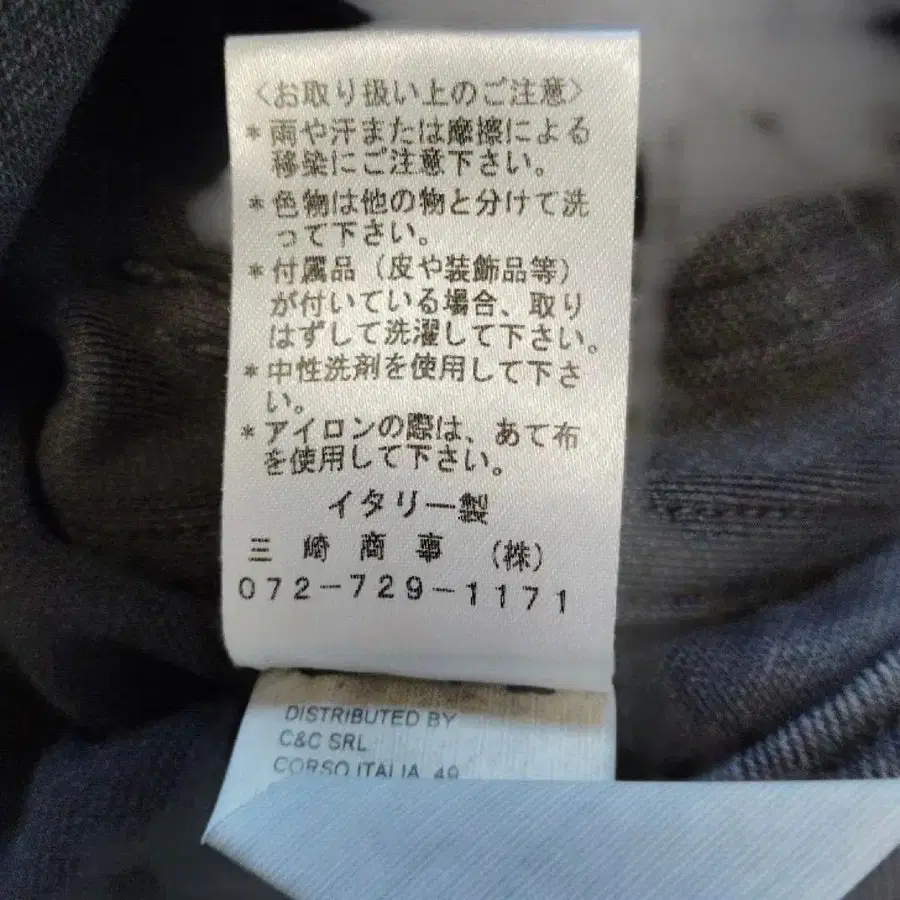 〈お取り扱い上のご注意〉
*雨や汗または摩擦による
移染にご注意下さい。
*色物は他の物と分けて洗
って下さい。
*付属品（皮や装飾品等）
が付いている場合、取り
はずして洗濯して下さい。
*中性洗剤を使用して下さ
い。
*アイロンの際は、あて布
を使用して下さい。
イタリー製
三崎商事（株）
072-729-1171
DISTRIBUTED BY
C&C SRL
CORSO ITALIA, 49